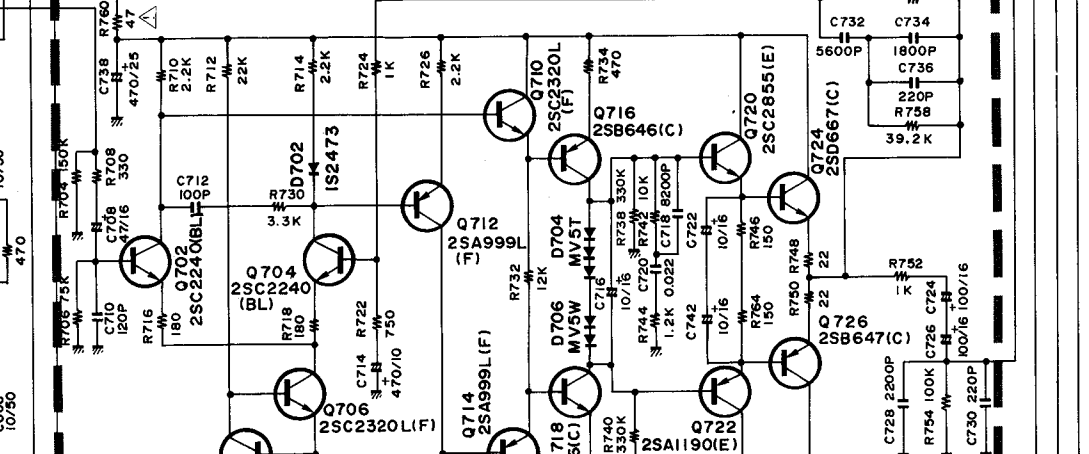 R760
47
C738
470/25
R710
2.2K
R712
22K
R714
2.2K
R724
1K
R726
2.2K
Q710
2SC2320L
(F)
R734
470
Q716
2SB646(C)
Q720
2SC2855(E)
Q724
2SD667(C)
C732
5600P
C734
1800P
C736
220P
R758
39.2K
R704 150K
R708
330
C708
47/16
C712
100P
R730
3.3K
D702
1S2473
Q712
2SA999L
(F)
R738 330K
R742 10K
C718 8200P
C722
10/16
R746
150
R748
22
470
Q702
2SC2240(BL)
Q704
2SC2240
(BL)
R732
12K
D704
MV5T
C716
10/16
C720
0.022
R744
1.2K
C742
10/16
R764
150
R750
22
R752
1K
C724
100/16
C726
100/16
R706 75K
C710
120P
R716
180
R718
180
R722
750
C714
470/10
D706
MV5W
Q726
2SB647(C)
Q706
2SC2320L(F)
Q714
2SA999L(F)
718
(C)
R740
330K
Q722
2SA1190(E)
C728 2200P
R754 100K
C730 220P
10/50